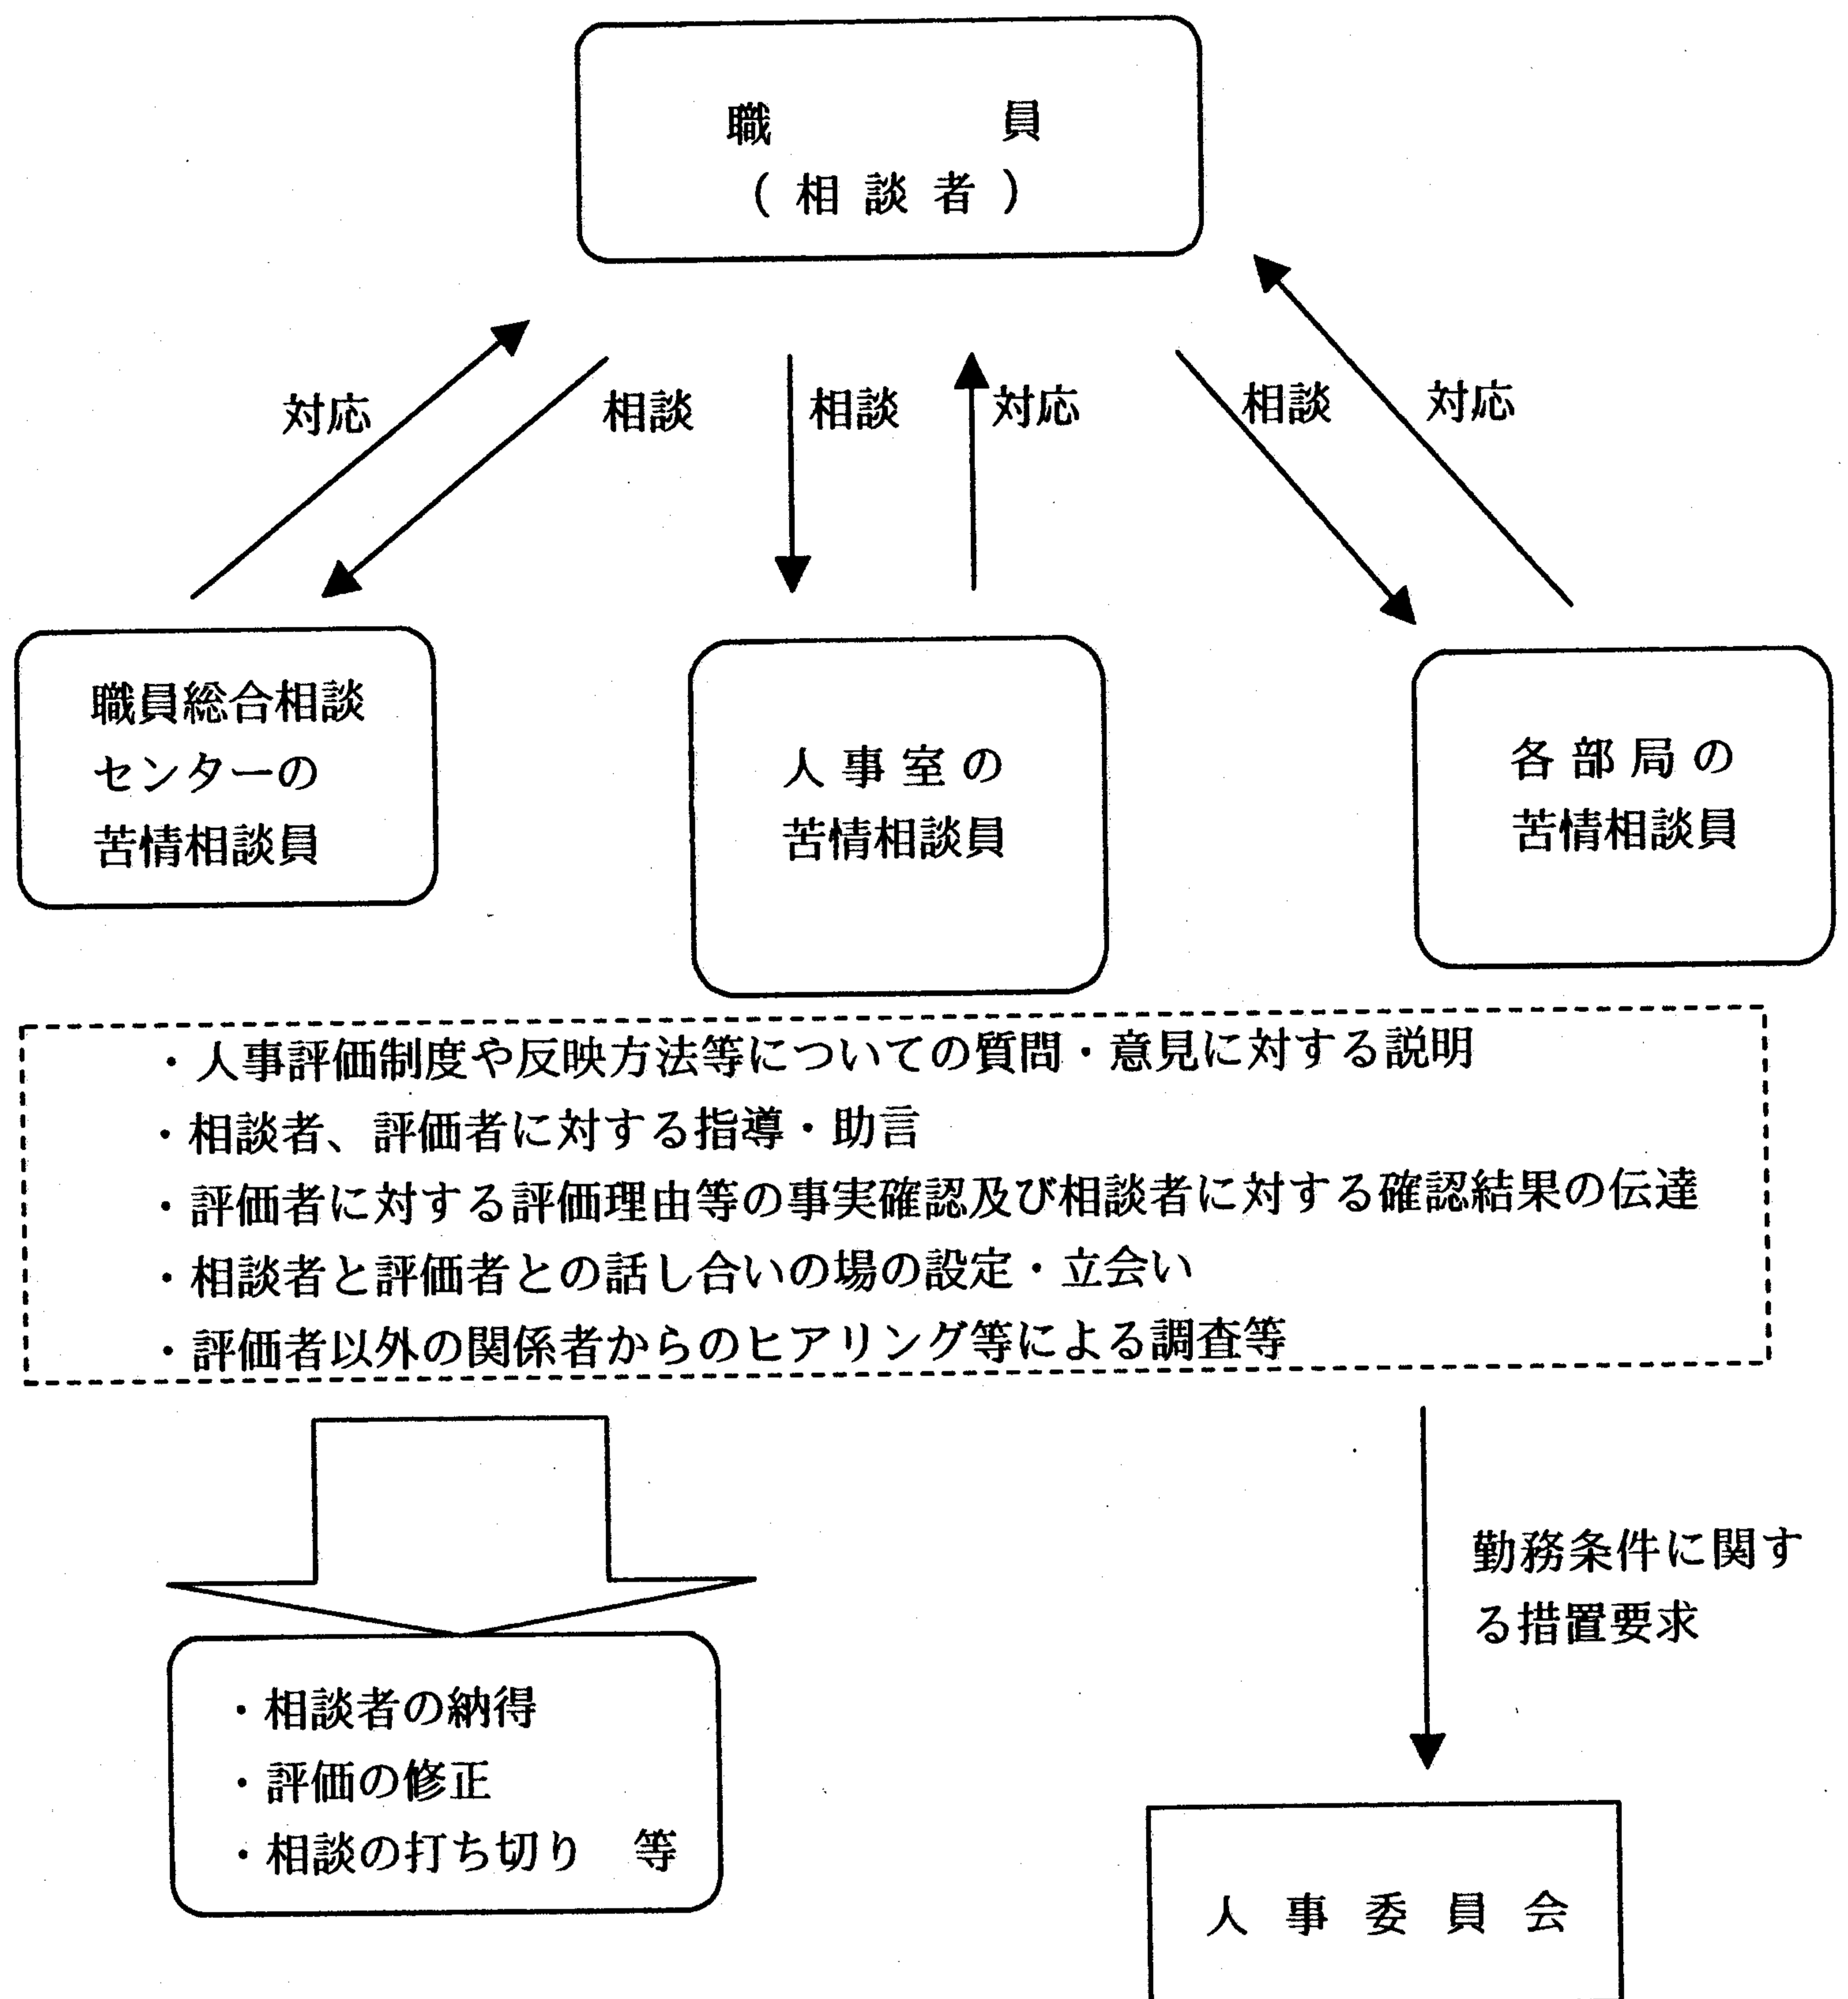 職員
(相談者)
対応
相談
相談
対応
相談
対応
職員総合相談
センターの
苦情相談員
人事室の
苦情相談員
各部局の
苦情相談員
・人事評価制度や反映方法等についての質問・意見に対する説明
・相談者、評価者に対する指導・助言
・評価者に対する評価理由等の事実確認及び相談者に対する確認結果の伝達
・相談者と評価者との話し合いの場の設定・立会い
・評価者以外の関係者からのヒアリング等による調査等
勤務条件に関す
る措置要求
・相談者の納得
・評価の修正
・相談の打ち切り　等
人事委員会